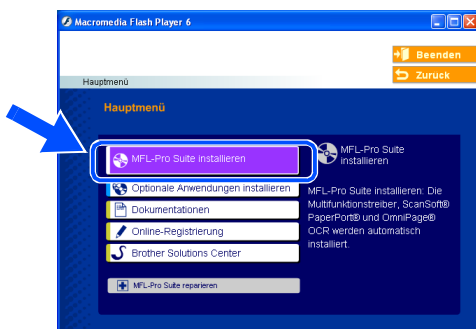 Macromedia Flash Player 6
Beenden
Zurück
Hauptmenü
Hauptmenü
MFL-Pro Suite installieren
Optionale Anwendungen installieren
Dokumentationen
Online-Registrierung
Brother Solutions Center
MFL-Pro Suite reparieren
MFL-Pro Suite
installieren
MFL-Pro Suite installieren: Die
Multifunktionstreiber, ScanSoft®
PaperPort® und OmniPage®
OCR werden automatisch
installiert.